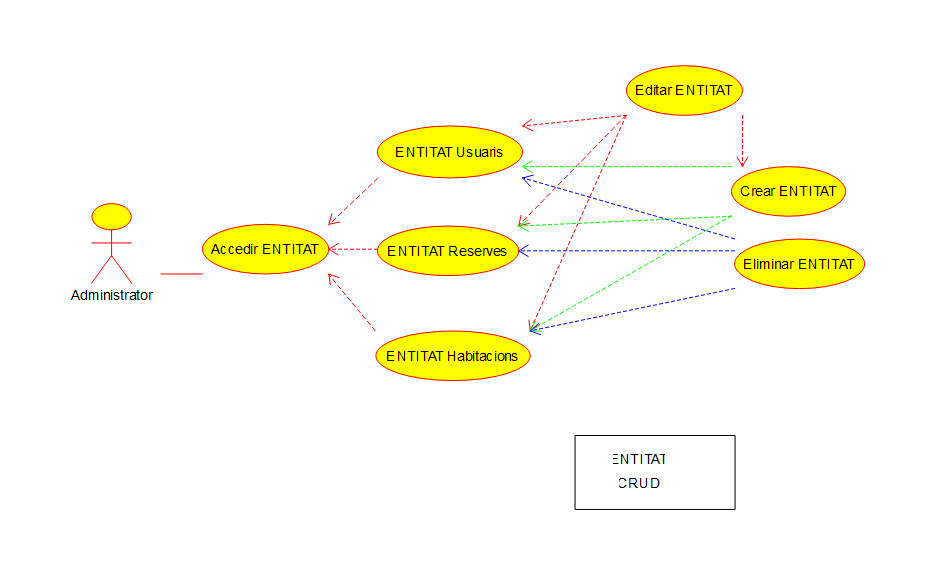 Editar ENTITAT
ENTITAT Usuaris
Crear ENTITAT
Accedir ENTITAT
ENTITAT Reserves
Eliminar ENTITAT
Administrator
ENTITAT Habitacions
ENTITAT
CRUD